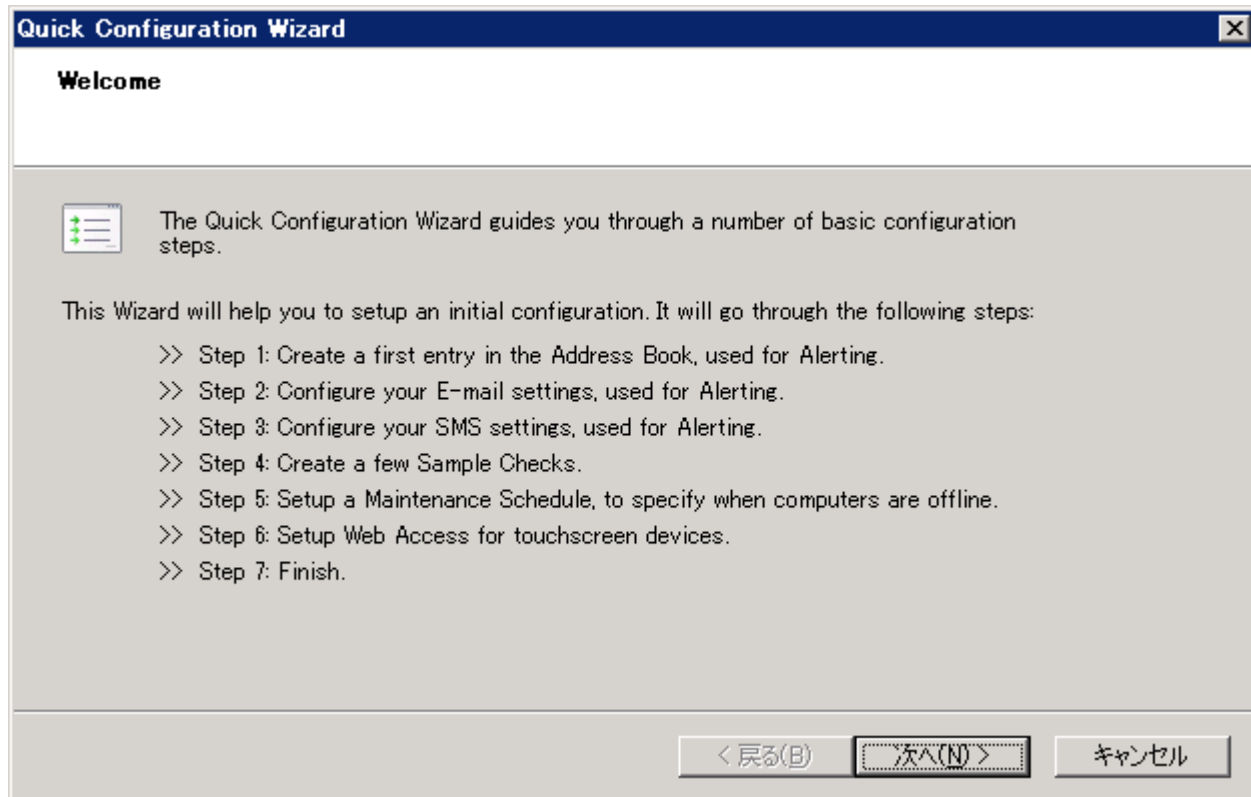 Quick Configuration Wizard
Welcome
The Quick Configuration Wizard guides you through a number of basic configuration
steps.
This Wizard will help you to setup an initial configuration. It will go through the following steps:
>> Step 1: Create a first entry in the Address Book, used for Alerting.
>> Step 2: Configure your E-mail settings, used for Alerting.
>> Step 3: Configure your SMS settings, used for Alerting.
>> Step 4: Create a few Sample Checks.
>> Step 5: Setup a Maintenance Schedule, to specify when computers are offline.
>> Step 6: Setup Web Access for touchscreen devices.
>> Step 7: Finish.
< 戻る(B) 次へ(N) > キャンセル